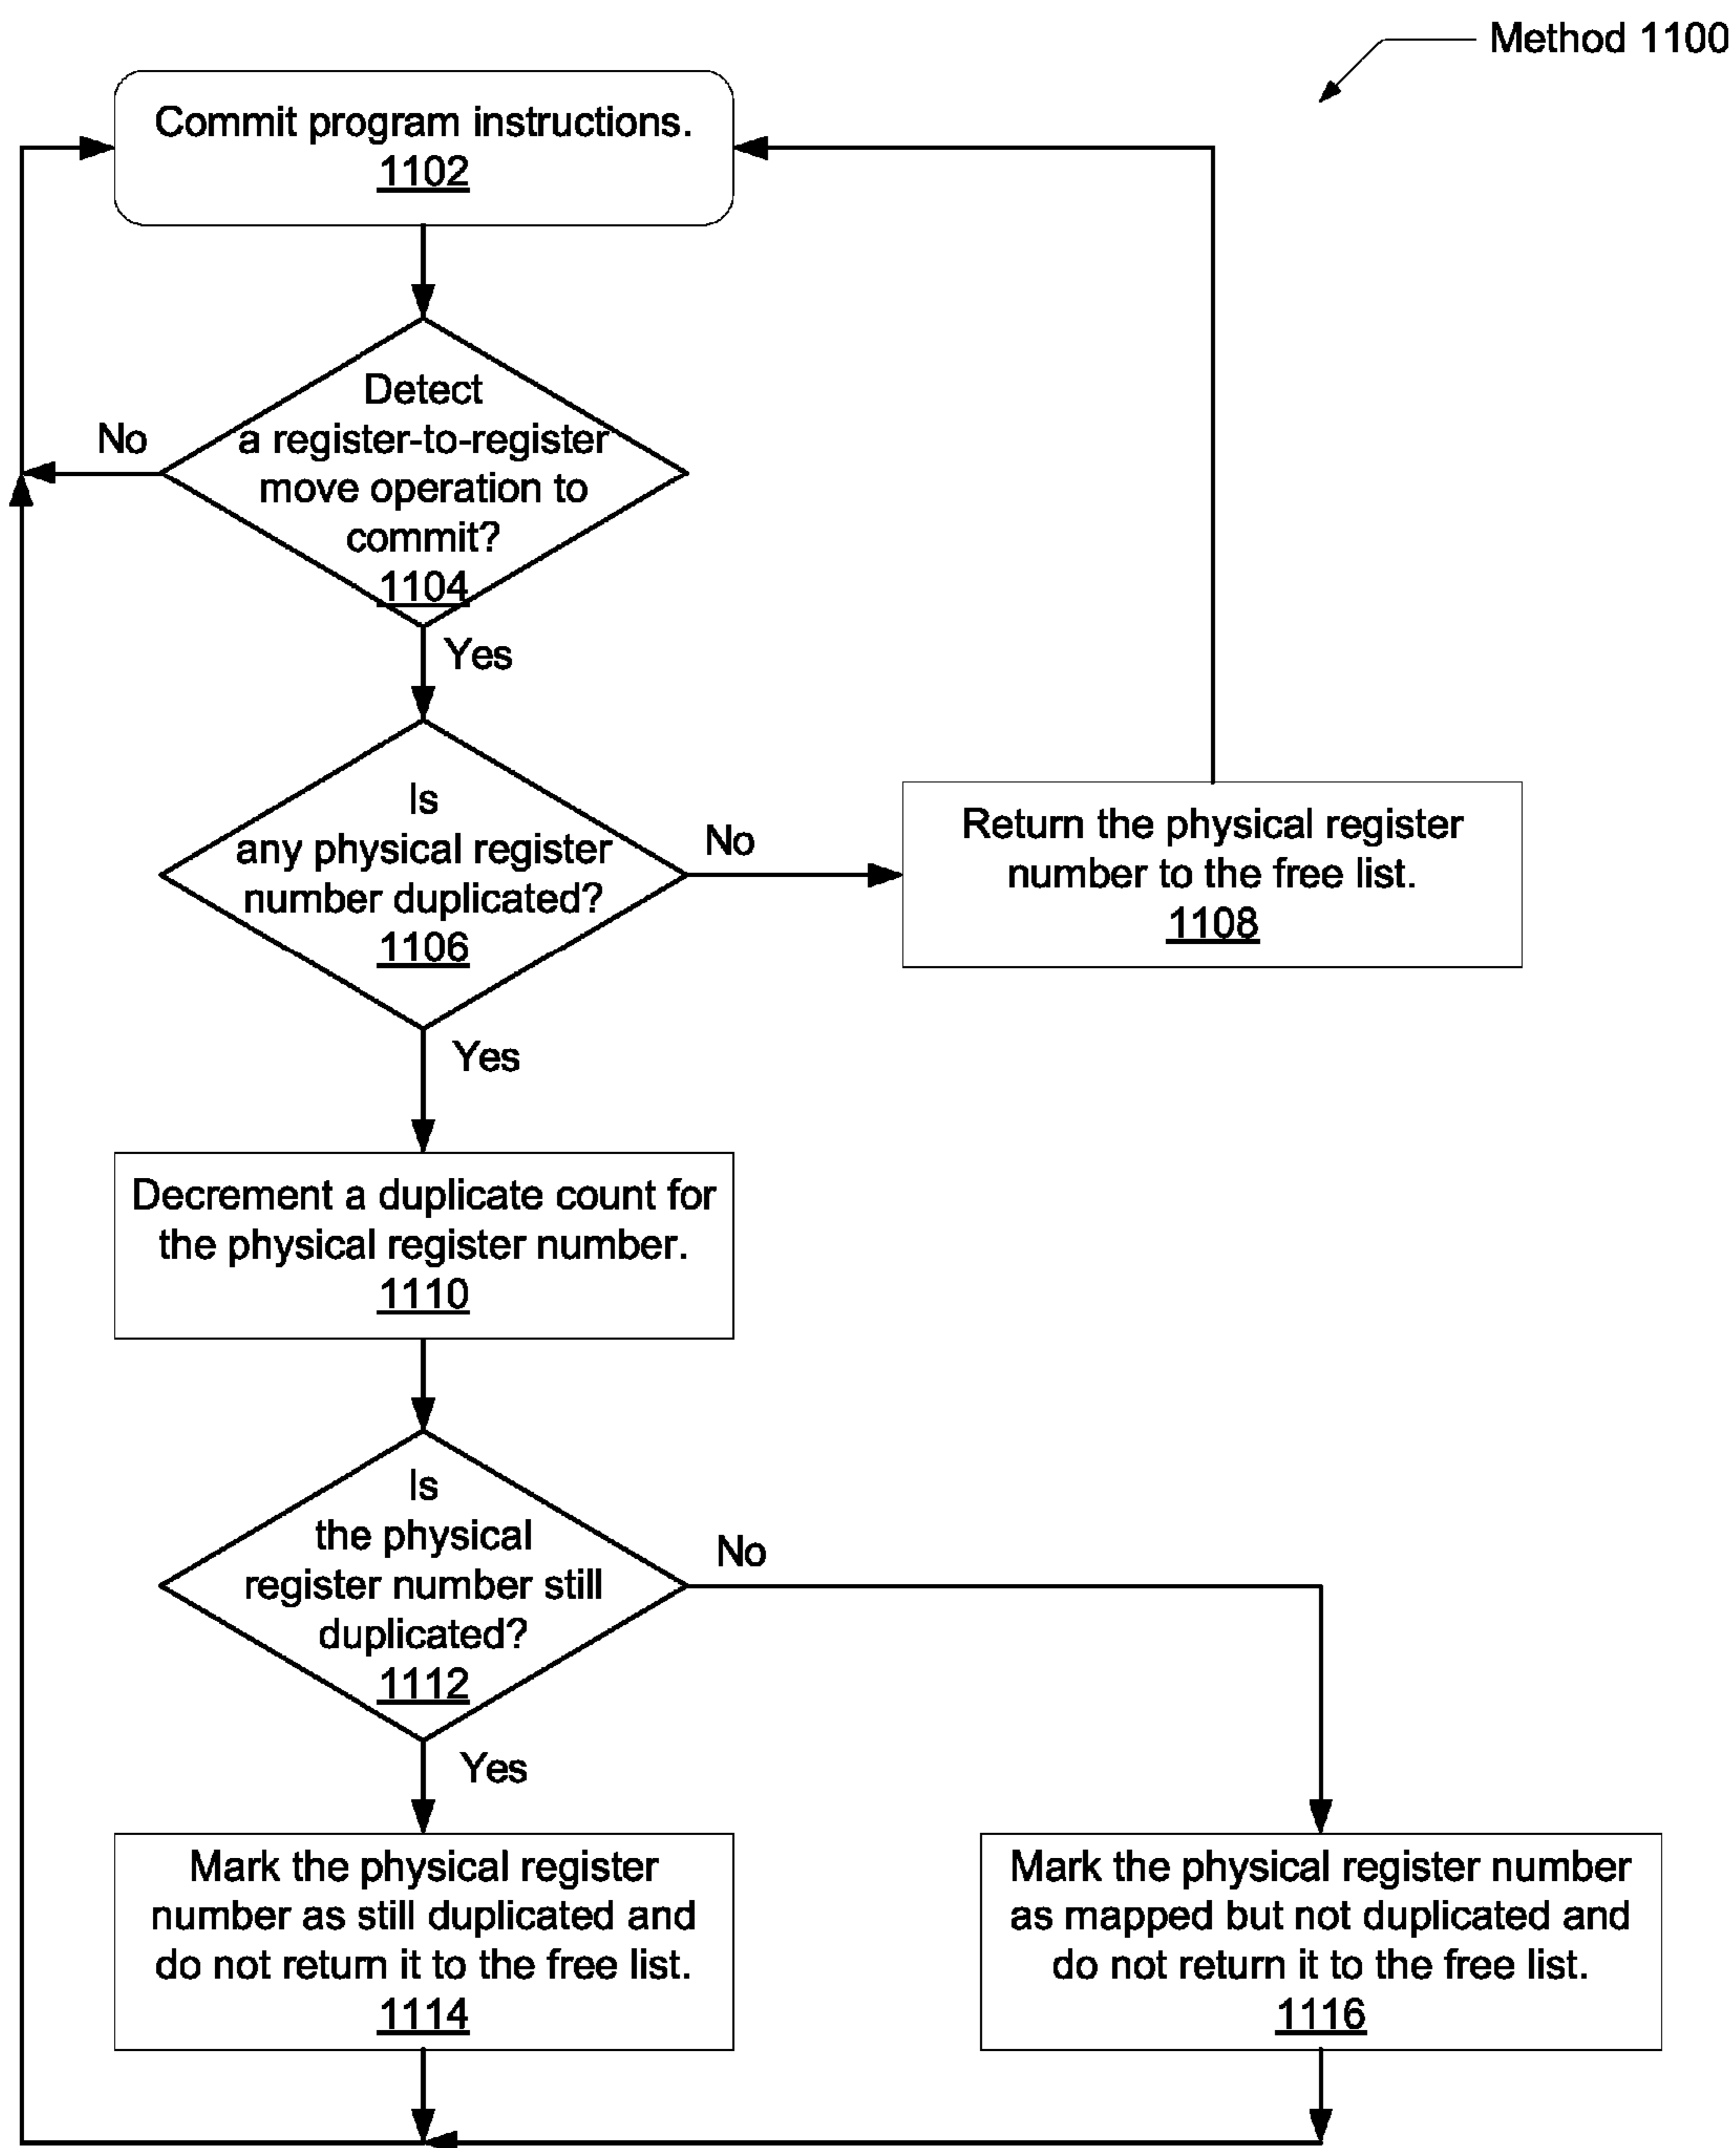 Method 1100
Commit program instructions.
1102
Detect
a register-to-register
move operation to
commit?
1104
No
Yes
Is
any physical register
number duplicated?
1106
No
Return the physical register
number to the free list.
1108
Yes
Decrement a duplicate count for
the physical register number.
1110
Is
the physical
register number still
duplicated?
1112
No
Yes
Mark the physical register
number as still duplicated and
do not return it to the free list.
1114
Mark the physical register number
as mapped but not duplicated and
do not return it to the free list.
1116